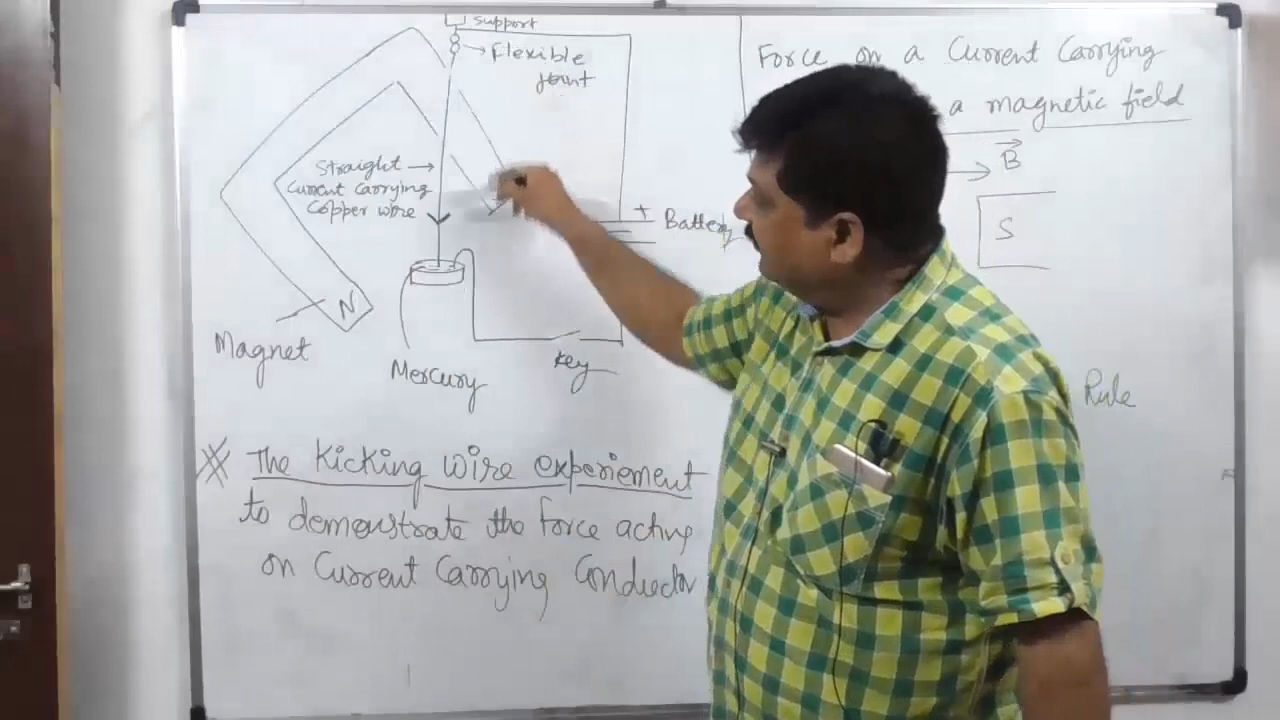 support
Flexible
joint
Straight
Current Carrying
Copper wire
N
Magnet
Mercury
Key
+
Battery
The Kicking wire experiement
to demonstrate the force acting
on Current Carrying Conductor
Force on a Current Carrying
a magnetic field
B
S
Rule